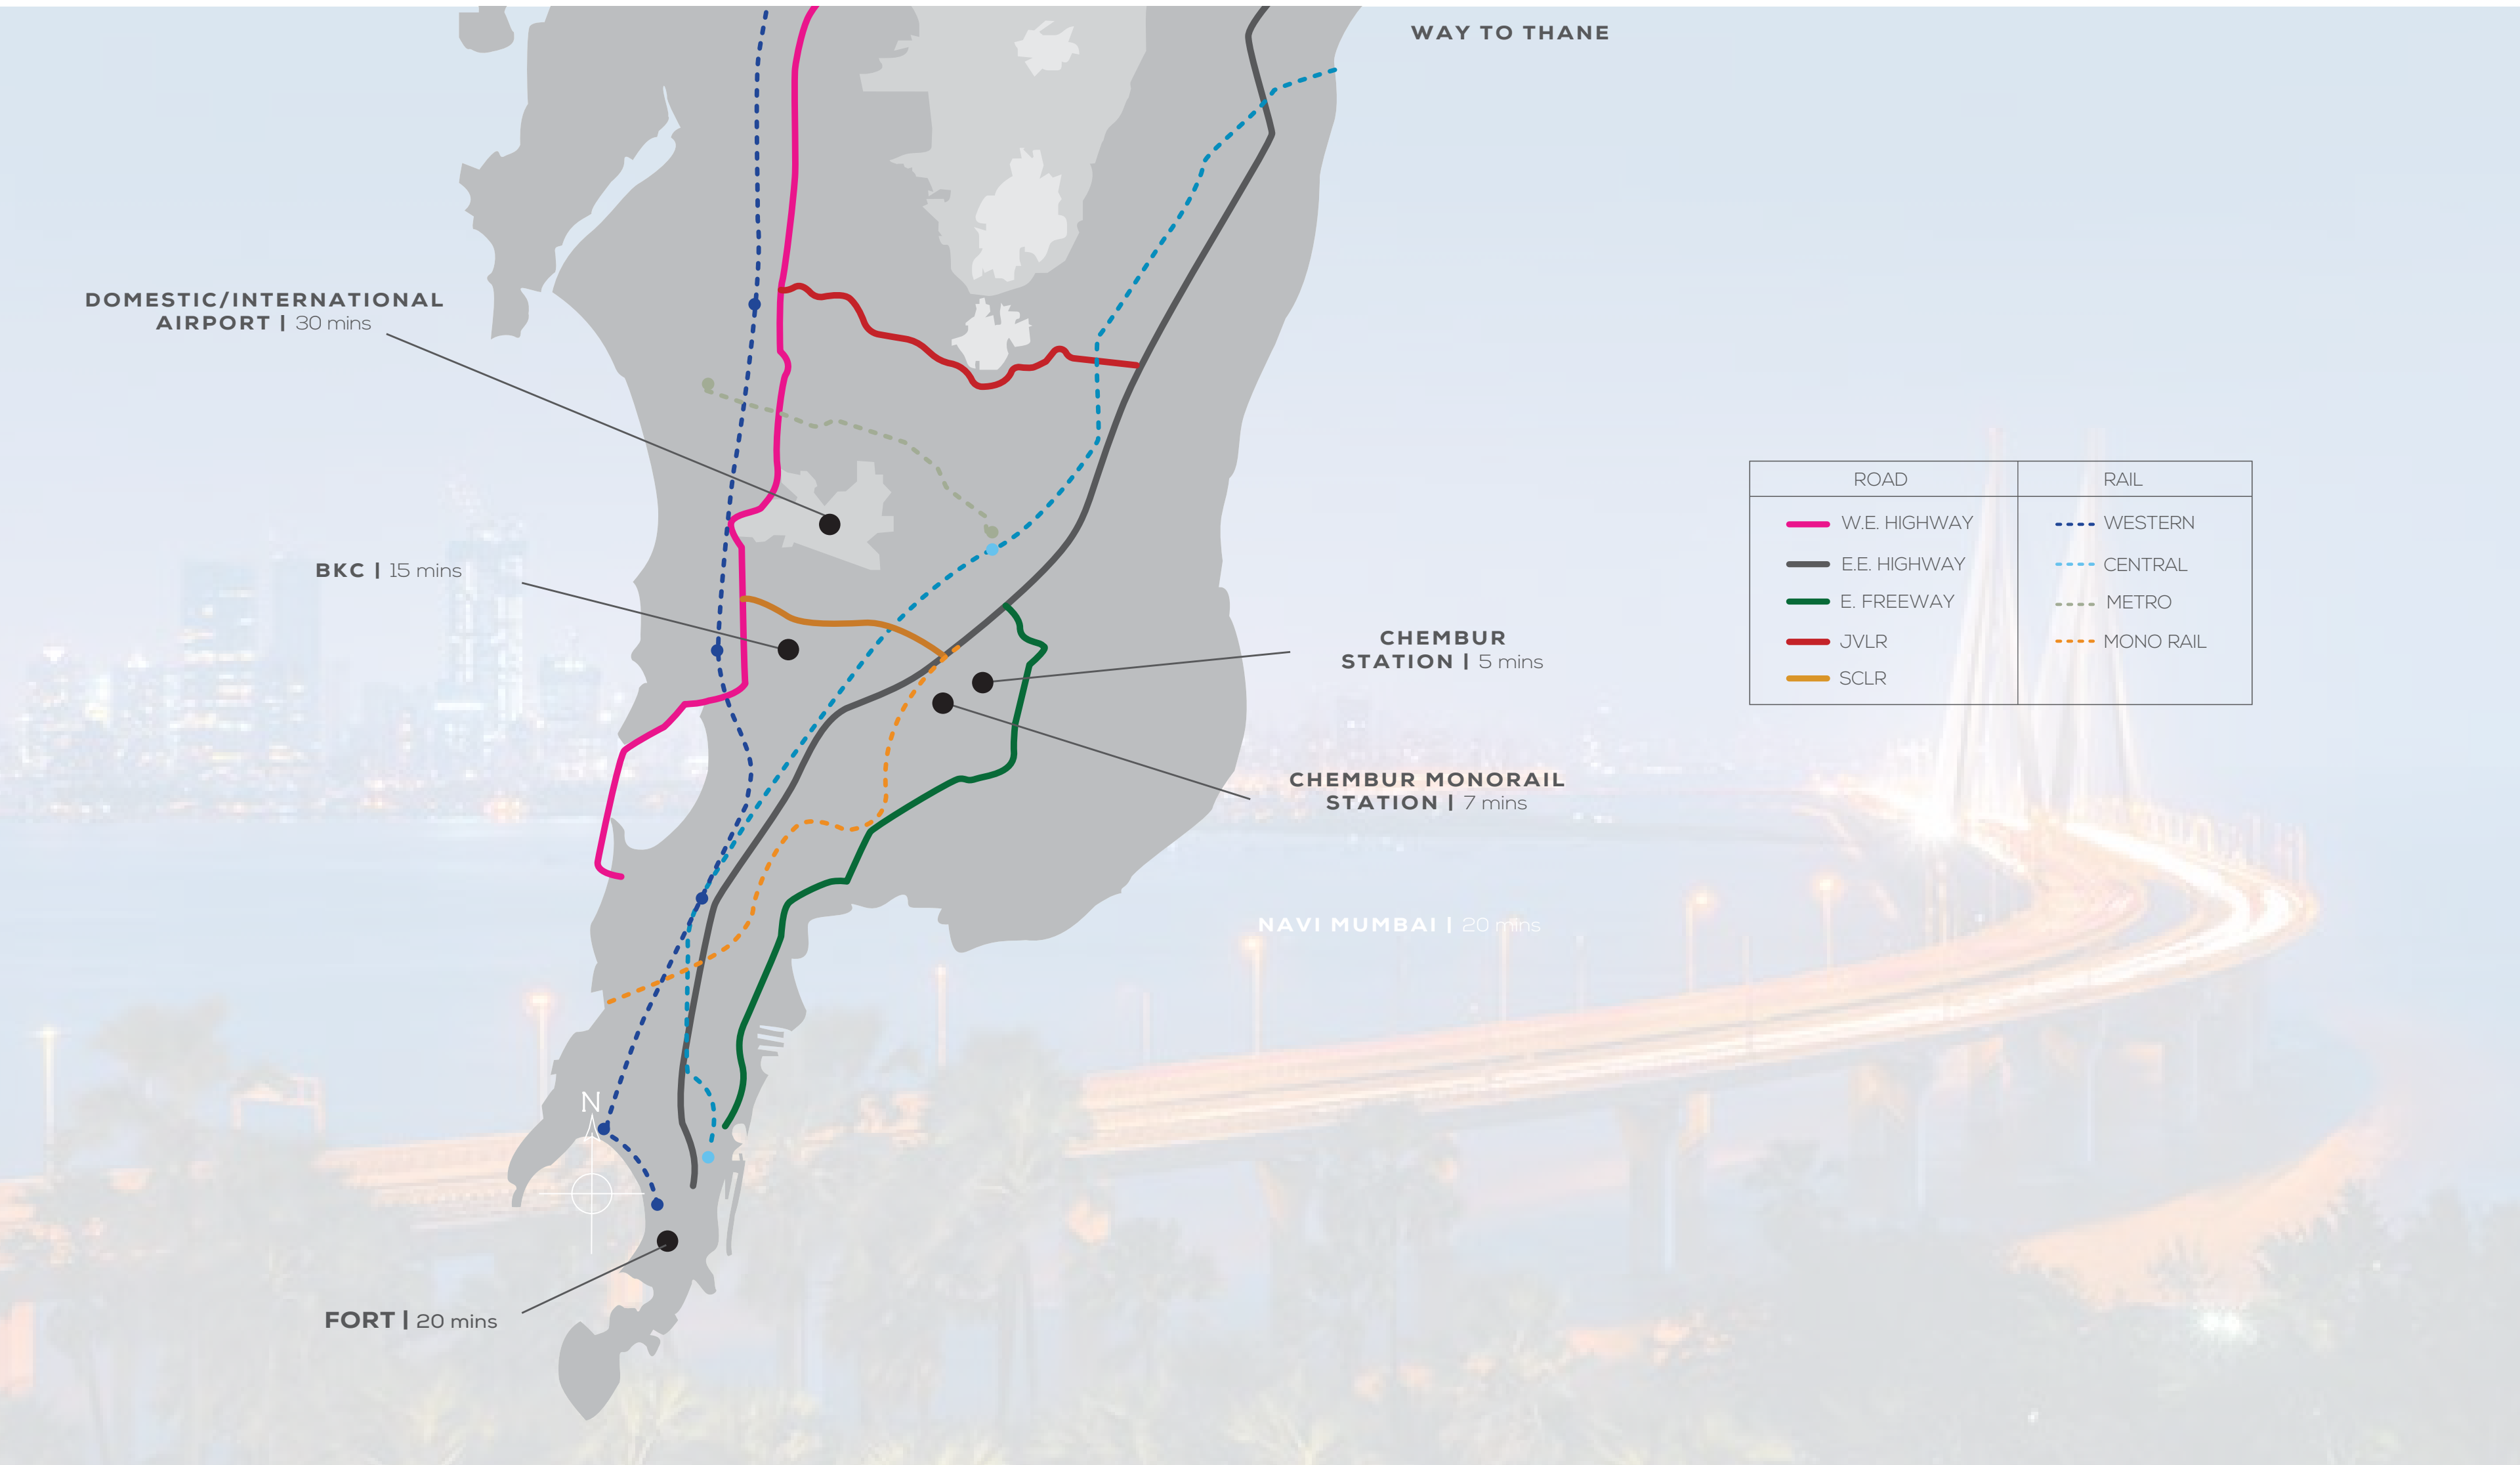 WAY TO THANE
DOMESTIC/INTERNATIONAL
AIRPORT | 30 mins
BKC | 15 mins
CHEMBUR
STATION | 5 mins
CHEMBUR MONORAIL
STATION | 7 mins
NAVI MUMBAI | 20 mins
N
FORT | 20 mins
ROAD
W.E. HIGHWAY
E.E. HIGHWAY
E. FREEWAY
JVLR
SCLR
RAIL
WESTERN
CENTRAL
METRO
MONO RAIL